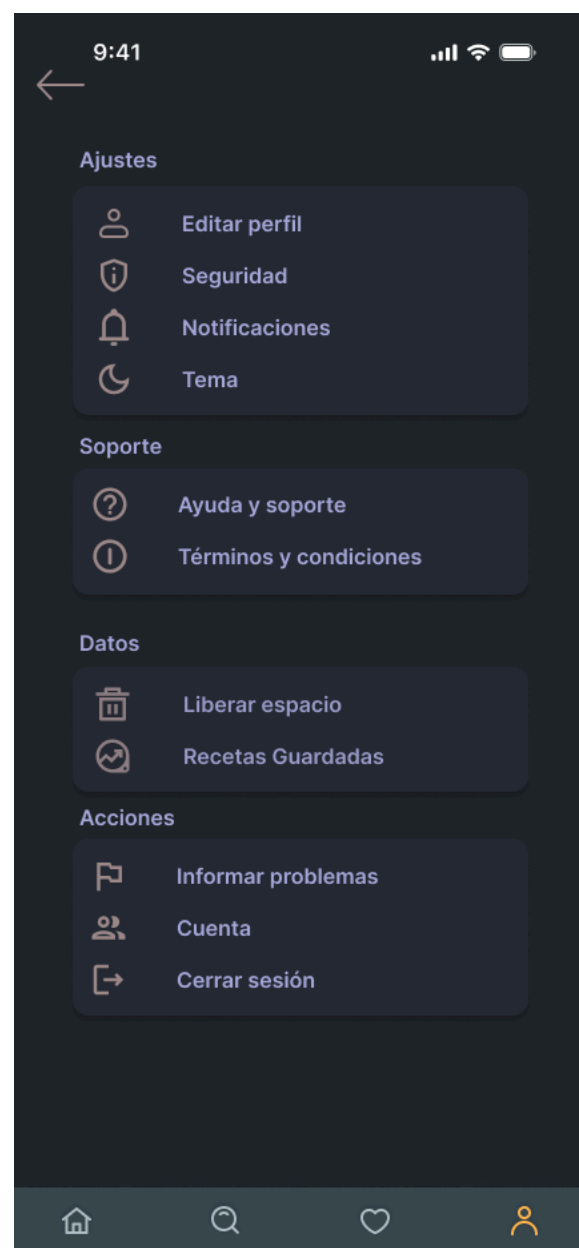 9:41
Ajustes
Editar perfil
Seguridad
Notificaciones
Tema
Soporte
Ayuda y soporte
Términos y condiciones
Datos
Liberar espacio
Recetas Guardadas
Acciones
Informar problemas
Cuenta
Cerrar sesión